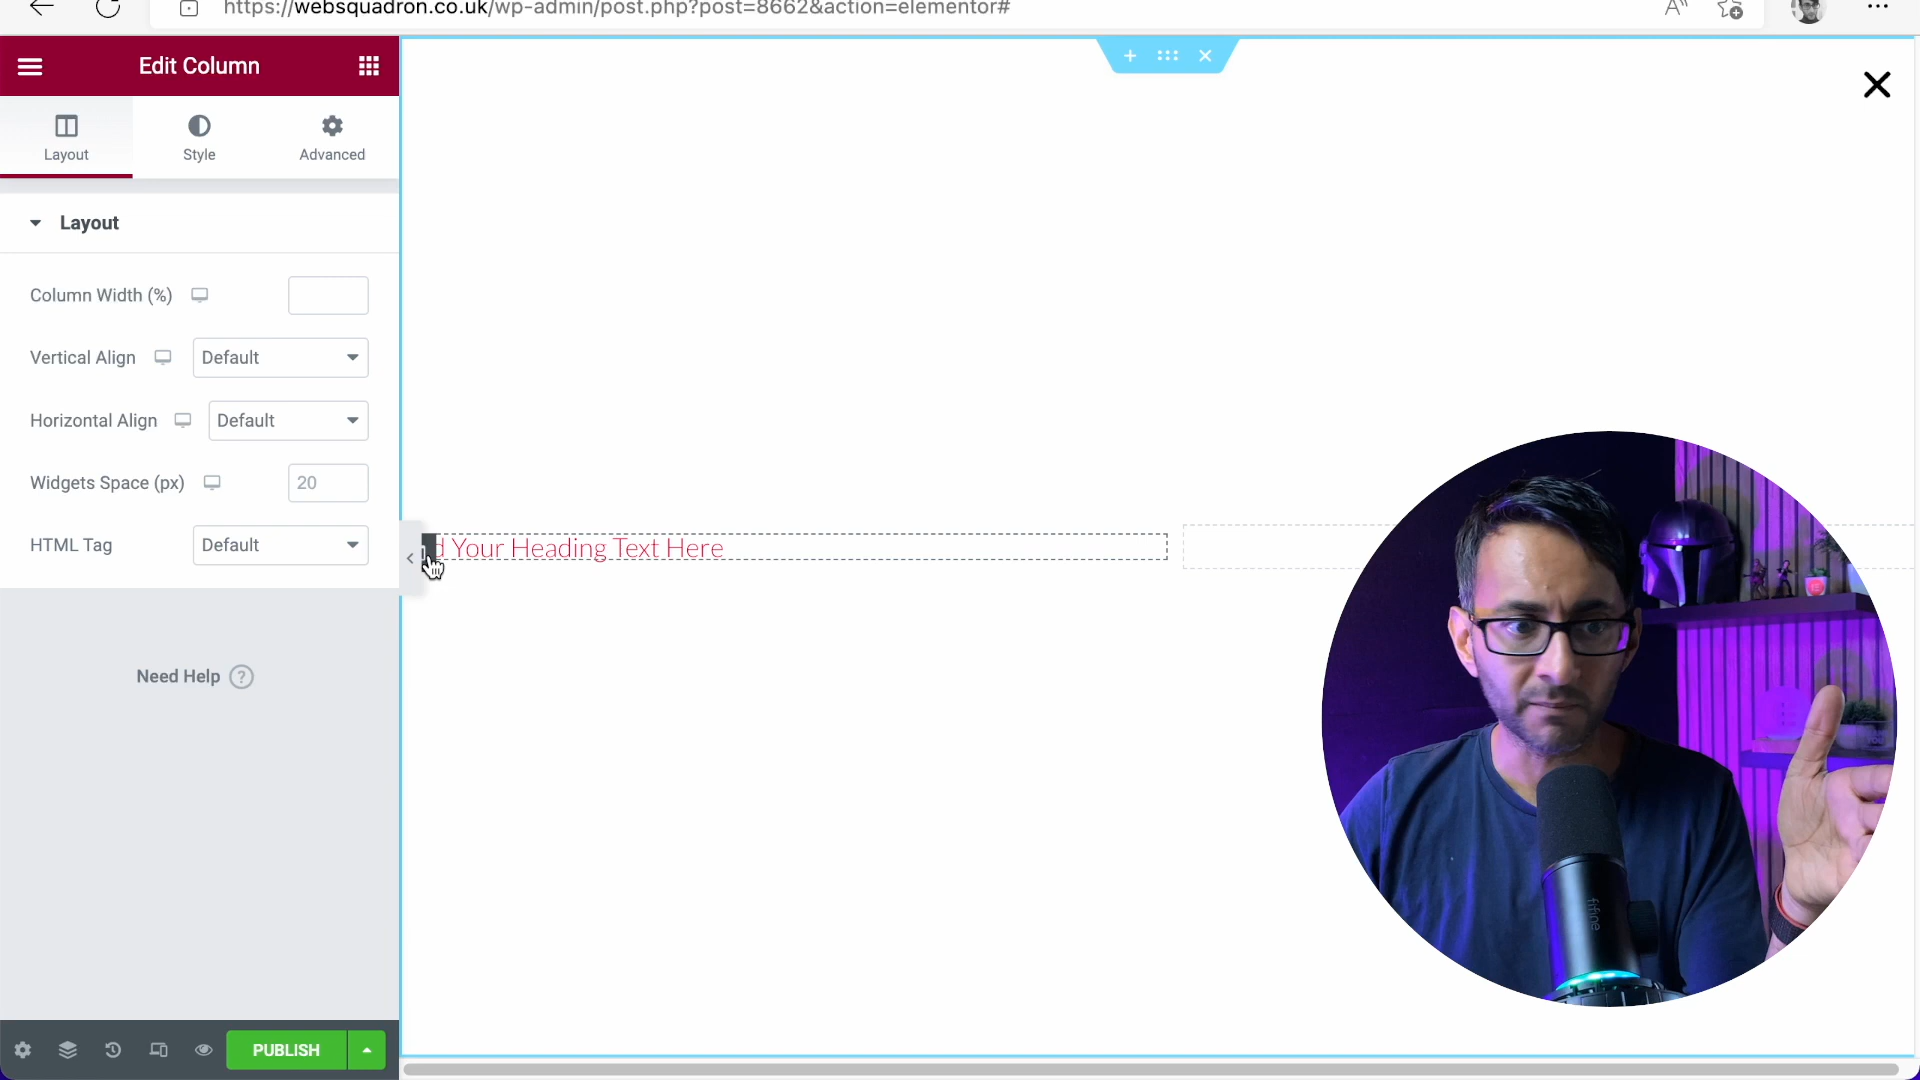 https://websquadron.co.uk/wp-admin/post.php?post=8662&action=elementor#
Edit Column
Layout
Style
Advanced
Layout
Column Width (%)
Vertical Align
Default
Horizontal Align
Default
Widgets Space (px)
20
HTML Tag
Default
Need Help ?
PUBLISH
d Your Heading Text Here
fifine